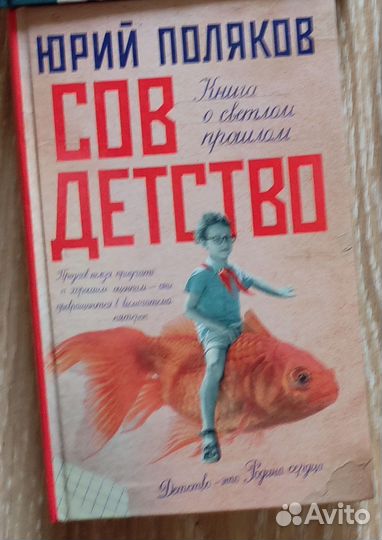 ЮРИЙ ПОЛЯКОВ
СОВ
ДЕТСТВО
Книга
о светлом
прошлом
Детство - это Родина сердца
Avito